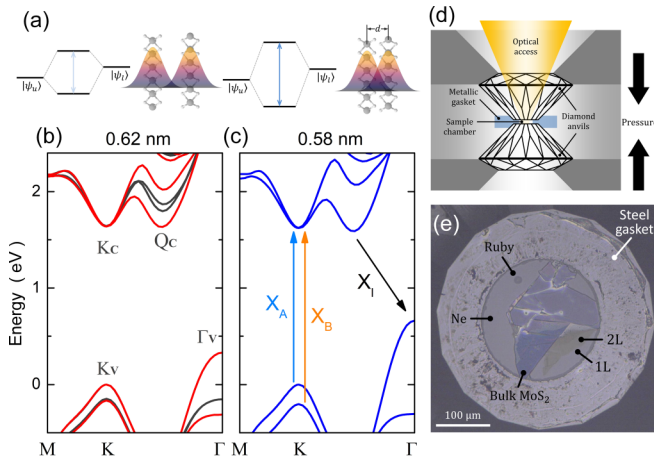 (a)
d
|ψu⟩
|ψl⟩
|ψu⟩
|ψl⟩
(b)
0.62 nm
(c)
0.58 nm
Energy (eV)
2
1
0
Kc
Qc
Kv
Γv
XA
XB
XI
M
K
Γ
M
K
Γ
(d)
Optical
access
Metallic
gasket
Sample
chamber
Diamond
anvils
Pressure
(e)
Steel
gasket
Ruby
Ne
2L
1L
Bulk MoS2
100 μm